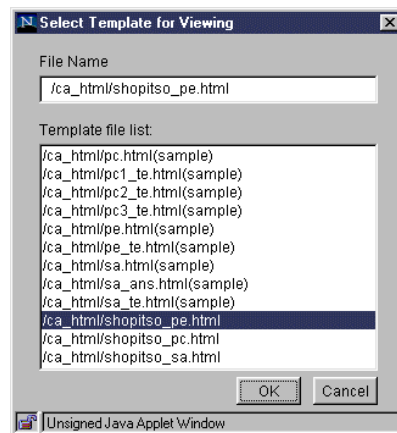 Select Template for Viewing
File Name
/ca_html/shopitso_pe.html
Template file list:
/ca_html/pc.html(sample)
/ca_html/pc1_te.html(sample)
/ca_html/pc2_te.html(sample)
/ca_html/pc3_te.html(sample)
/ca_html/pe.html(sample)
/ca_html/pe_te.html(sample)
/ca_html/sa.html(sample)
/ca_html/sa_ans.html(sample)
/ca_html/sa_te.html(sample)
/ca_html/shopitso_pe.html
/ca_html/shopitso_pc.html
/ca_html/shopitso_sa.html
OK Cancel
Unsigned Java Applet Window